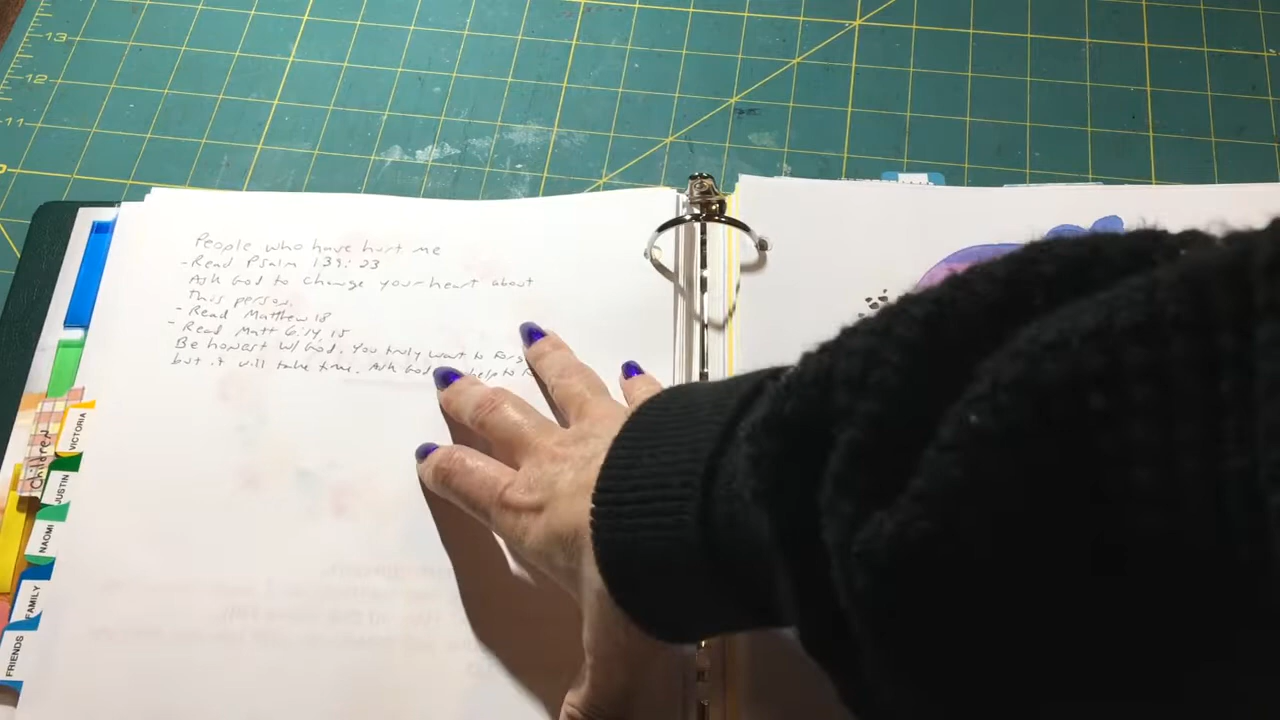 13
12
11
People who have hurt me
- Read Psalm 139:23
Ask God to change your heart about
this person.
- Read Matthew 18
- Read Matt 6:14,15
Be honest w/ God. You truly want to
but it will take time. Ask God help to
Children
VICTORIA
JUSTIN
NAOMI
FAMILY
FRIENDS